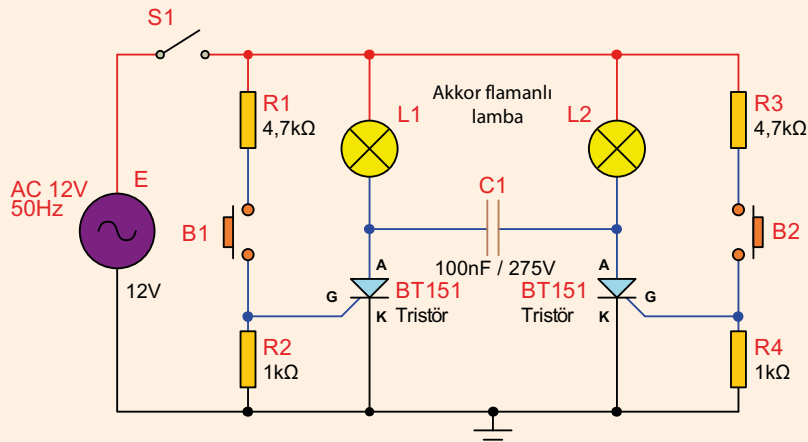 S1
R1
4,7kΩ
L1
Akkor flamanlı
lamba
L2
R3
4,7kΩ
AC 12V
50Hz
E
12V
B1
C1
100nF / 275V
B2
A
G
K
BT151
Tristör
A
G
K
BT151
Tristör
R2
1kΩ
R4
1kΩ